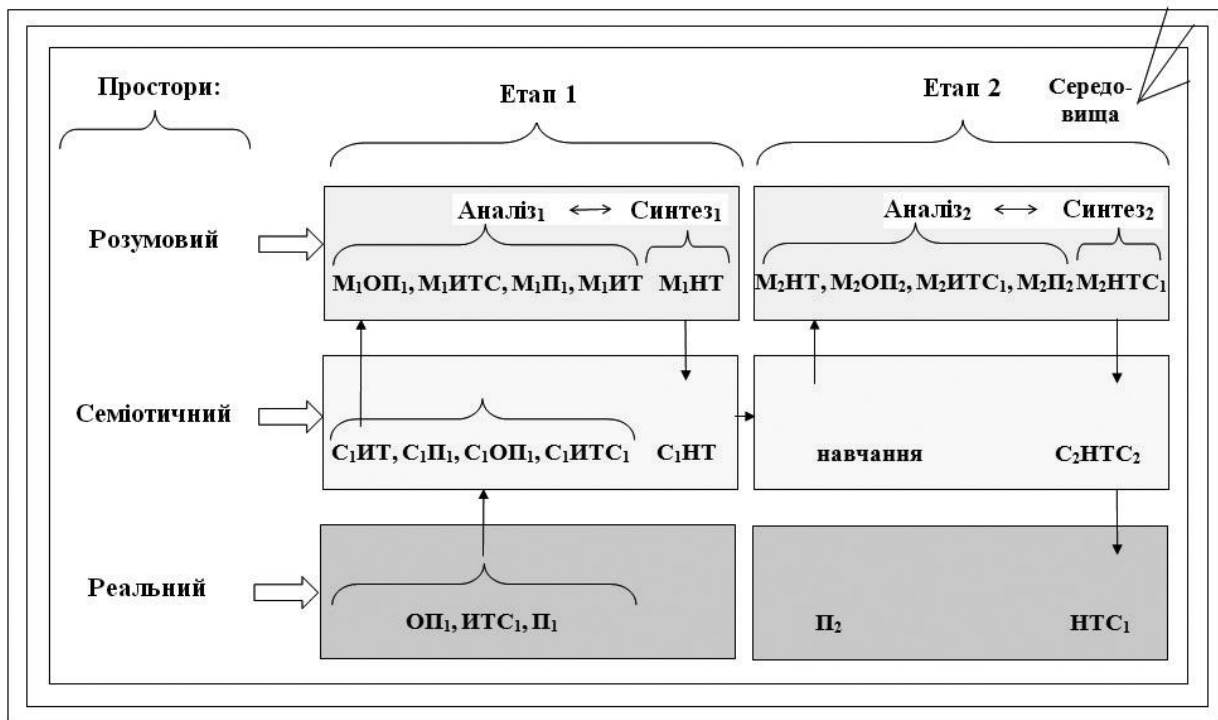 Простори:
Етап 1
Етап 2
Середо-
вища
Розумовий
Аналіз₁ ↔ Синтез₁
Аналіз₂ ↔ Синтез₂
М₁ОП₁, М₁ИТС, М₁П₁, М₁ИТ М₁НТ
М₂НТ, М₂ОП₂, М₂ИТС₁, М₂П₂ М₂НТС₁
Семіотичний
С₁ИТ, С₁П₁, С₁ОП₁, С₁ИТС₁ С₁НТ
навчання С₂НТС₂
Реальний
ОП₁, ИТС₁, П₁
П₂ НТС₁